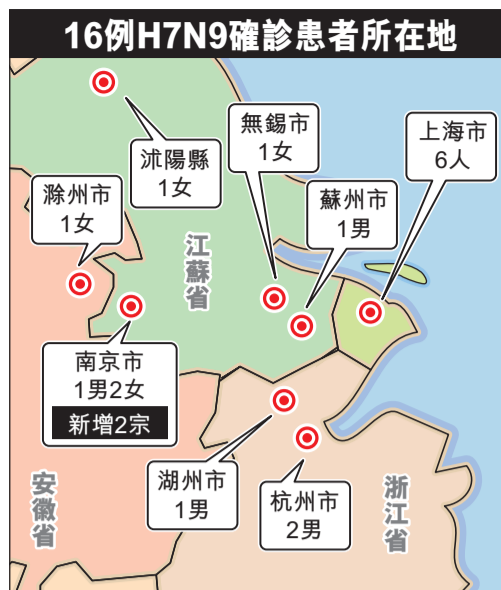 16例H7N9確診患者所在地
沭陽縣
1女
無錫市
1女
上海市
6人
滁州市
1女
蘇州市
1男
江蘇省
南京市
1男2女
新增2宗
湖州市
1男
杭州市
2男
安徽省
浙江省